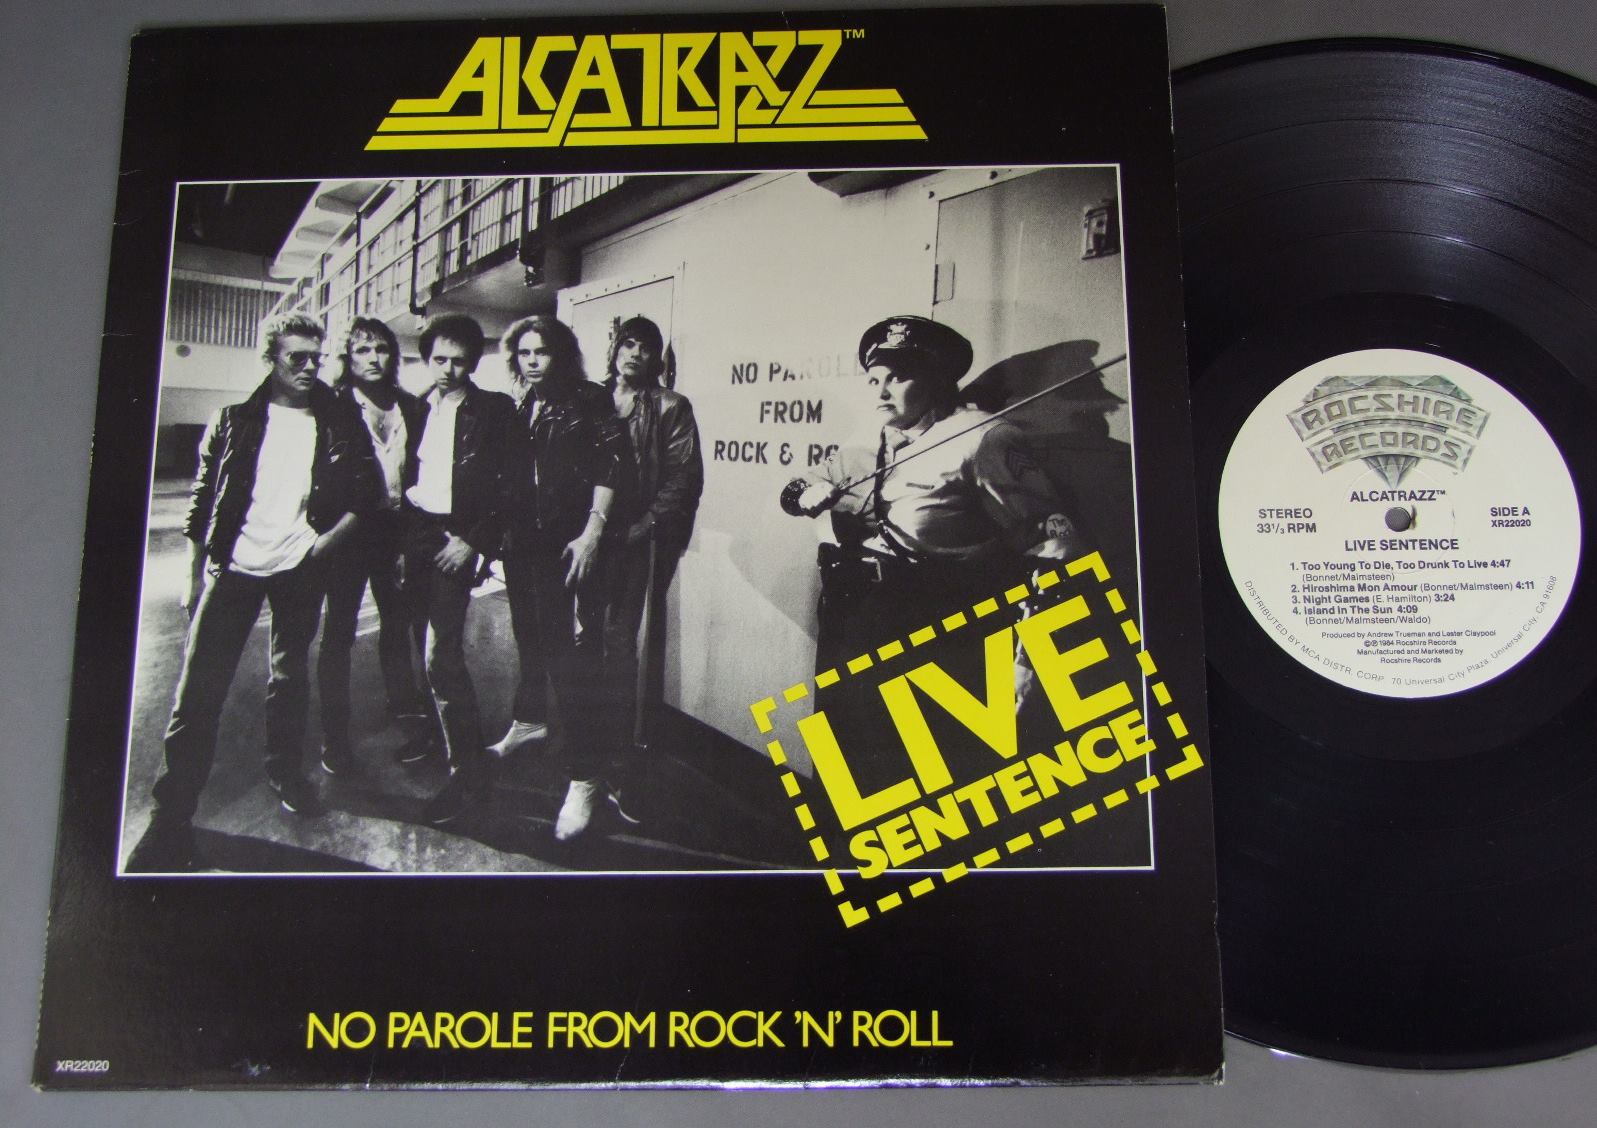 ALCATRAZZ™
NO PAROLE
FROM
ROCK & RO
LIVE
SENTENCE
NO PAROLE FROM ROCK 'N' ROLL
XR22020
ROCSHIRE
RECORDS
ALCATRAZZ™
STEREO
33 1/3 RPM
SIDE A
XR22020
LIVE SENTENCE
1. Too Young To Die, Too Drunk To Live 4:47
(Bonnet/Malmsteen)
2. Hiroshima Mon Amour (Bonnet/Malmsteen) 4:11
3. Night Games (E. Hamilton) 3:24
4. Island In The Sun 4:09
(Bonnet/Malmsteen/Waldo)
Produced by Andrew Trueman and Lester Claypool
©℗1984 Rocshire Records
Manufactured and Marketed by
Rocshire Records
DISTRIBUTED BY MCA DISTR. CORP. 70 Universal City Plaza, Universal City, CA 91608